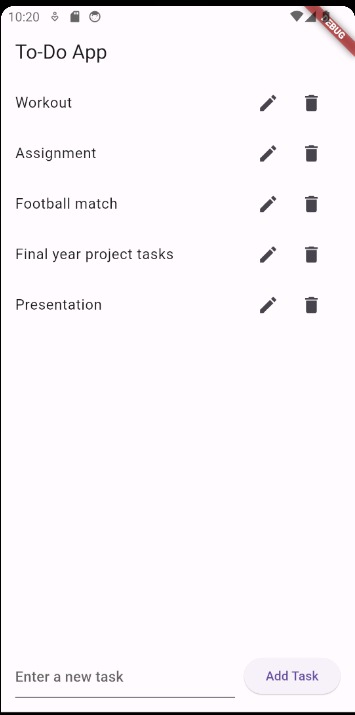 10:20
DEBUG
To-Do App
Workout
Assignment
Football match
Final year project tasks
Presentation
Enter a new task
Add Task